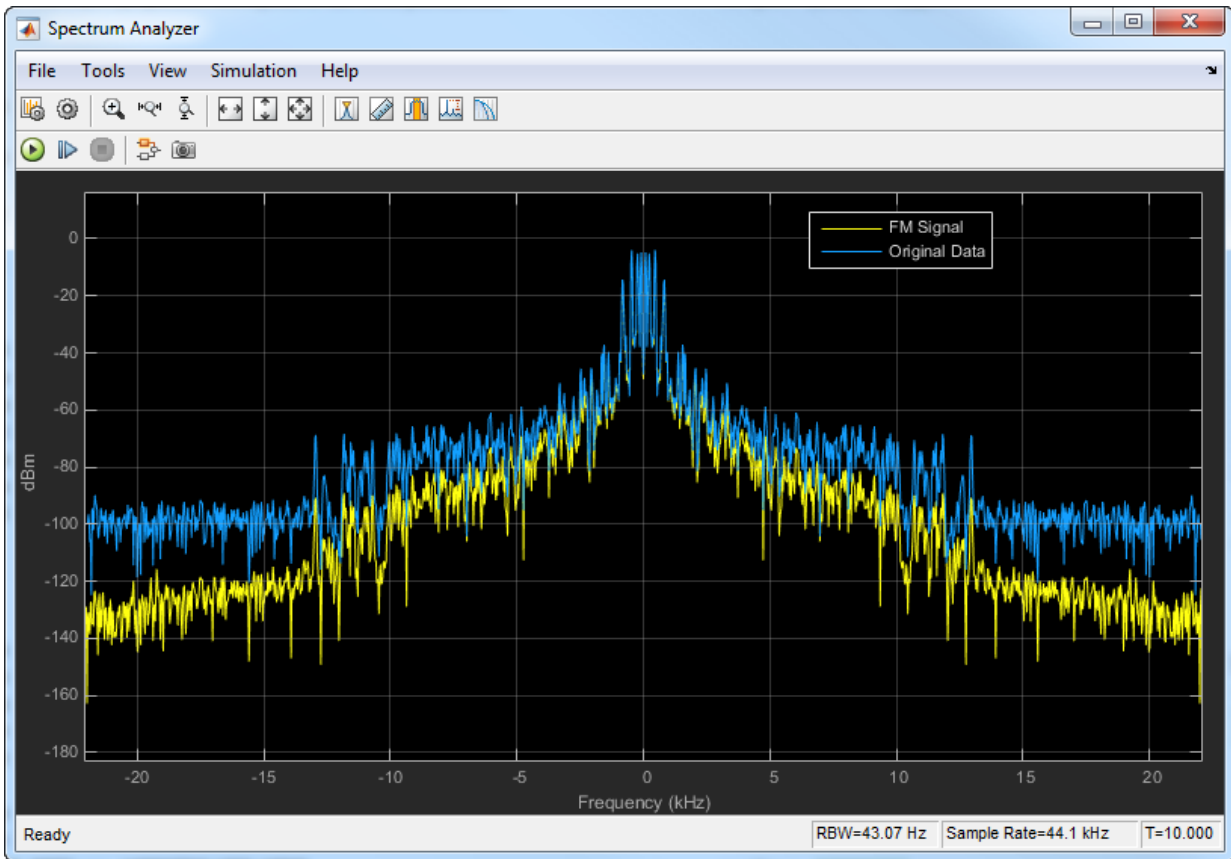 Spectrum Analyzer
File Tools View Simulation Help
FM Signal
Original Data
0
-20
-40
-60
-80
-100
-120
-140
-160
-180
dBm
-20 -15 -10 -5 0 5 10 15 20
Frequency (kHz)
Ready RBW=43.07 Hz Sample Rate=44.1 kHz T=10.000